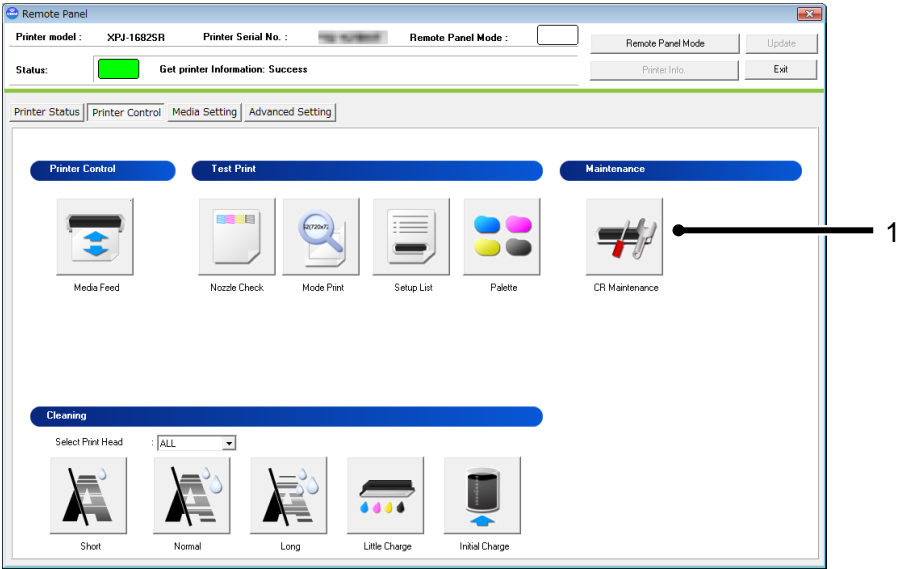 Remote Panel
Printer model : XPJ-1682SR Printer Serial No. : Remote Panel Mode :
Remote Panel Mode Update
Status: Get printer Information: Success
Printer Info. Exit
Printer Status Printer Control Media Setting Advanced Setting
Printer Control Test Print Maintenance
1
Media Feed Nozzle Check Mode Print Setup List Palette CR Maintenance
Cleaning
Select Print Head : ALL
Short Normal Long Little Charge Initial Charge